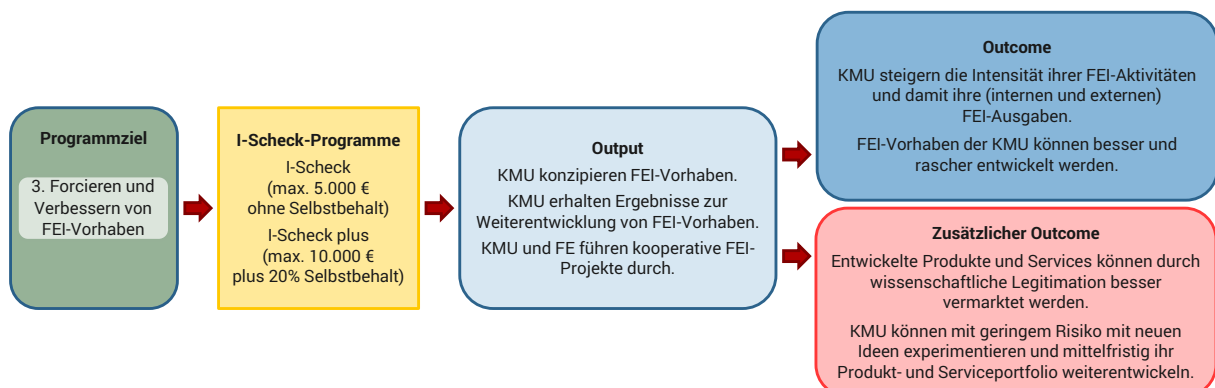 Programmziel
3. Forcieren und
Verbessern von
FEI-Vorhaben
I-Scheck-Programme
I-Scheck
(max. 5.000 €
ohne Selbstbehalt)
I-Scheck plus
(max. 10.000 €
plus 20% Selbstbehalt)
Output
KMU konzipieren FEI-Vorhaben.
KMU erhalten Ergebnisse zur
Weiterentwicklung von FEI-Vorhaben.
KMU und FE führen kooperative FEI-
Projekte durch.
Outcome
KMU steigern die Intensität ihrer FEI-Aktivitäten
und damit ihre (internen und externen)
FEI-Ausgaben.
FEI-Vorhaben der KMU können besser und
rascher entwickelt werden.
Zusätzlicher Outcome
Entwickelte Produkte und Services können durch
wissenschaftliche Legitimation besser
vermarktet werden.
KMU können mit geringem Risiko mit neuen
Ideen experimentieren und mittelfristig ihr
Produkt- und Serviceportfolio weiterentwickeln.